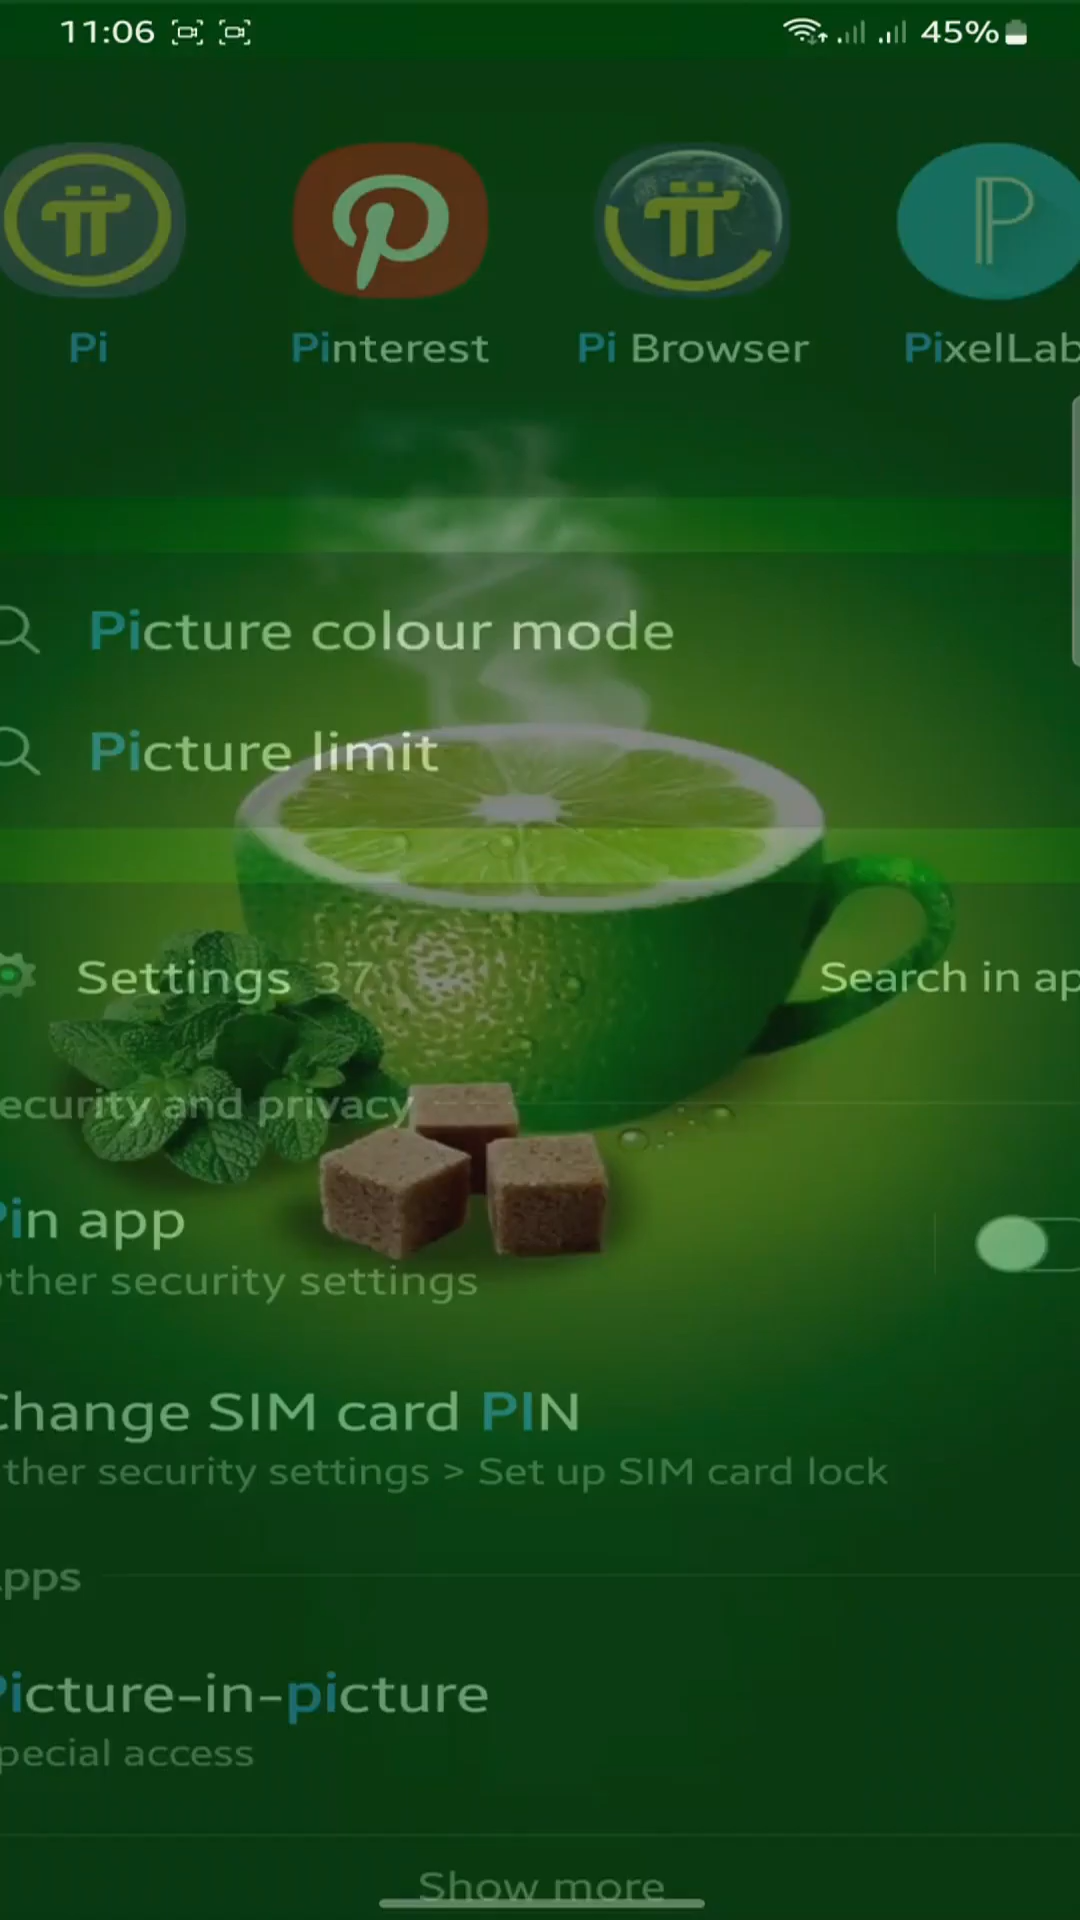 11:06 45%
Pi Pinterest Pi Browser PixelLab
Picture colour mode
Picture limit
Settings 37 Search in ap
ecurity and privacy
Pin app
ther security settings
Change SIM card PIN
ther security settings > Set up SIM card lock
pps
Picture-in-picture
pecial access
Show more